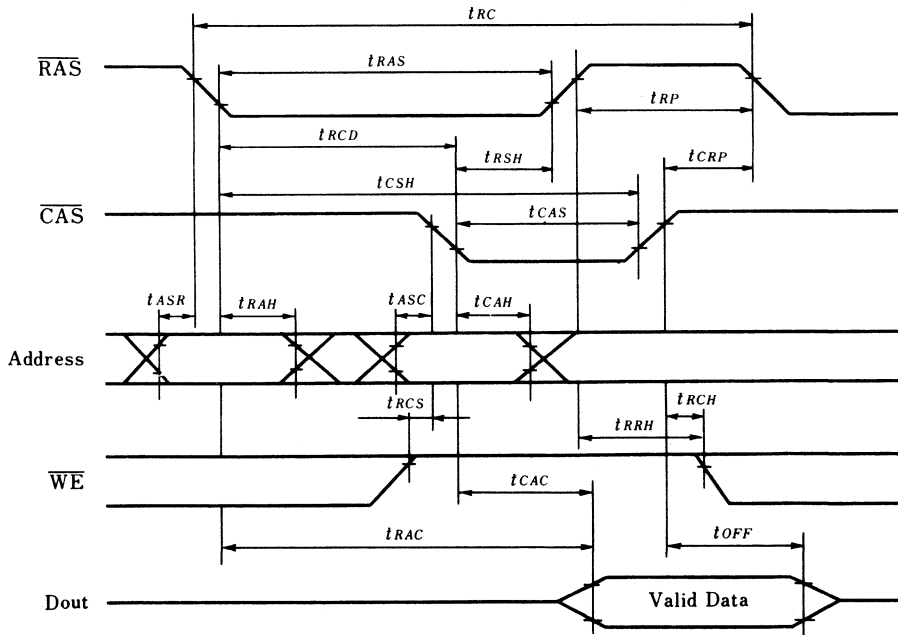 tRC
RAS
tRAS
tRP
tRCD
tRSH
tCRP
tCSH
CAS
tCAS
tASR
tRAH
tASC
tCAH
Address
tRCS
tRCH
tRRH
WE
tCAC
tRAC
tOFF
Dout
Valid Data